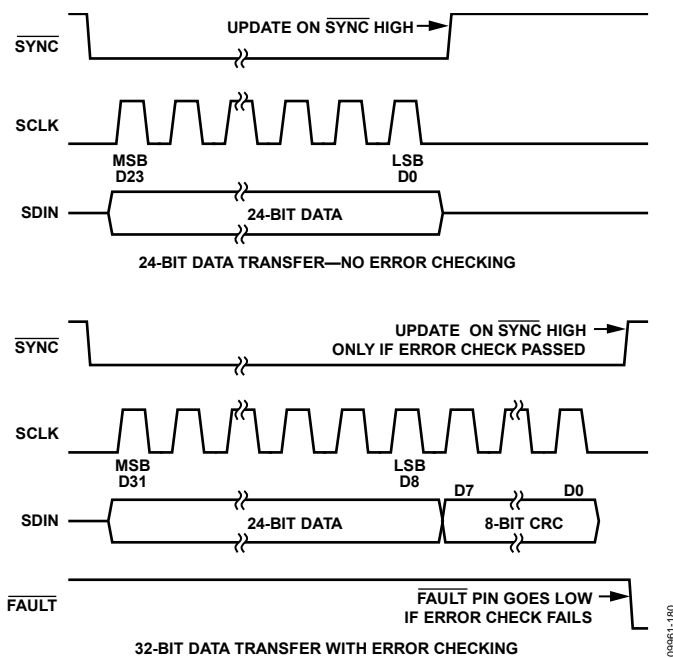 UPDATE ON SYNC HIGH
SYNC
SCLK
MSB
D23
LSB
D0
SDIN
24-BIT DATA
24-BIT DATA TRANSFER—NO ERROR CHECKING
UPDATE ON SYNC HIGH
ONLY IF ERROR CHECK PASSED
SYNC
SCLK
MSB
D31
LSB
D8
D7
D0
SDIN
24-BIT DATA
8-BIT CRC
FAULT
FAULT PIN GOES LOW
IF ERROR CHECK FAILS
32-BIT DATA TRANSFER WITH ERROR CHECKING
09961-180